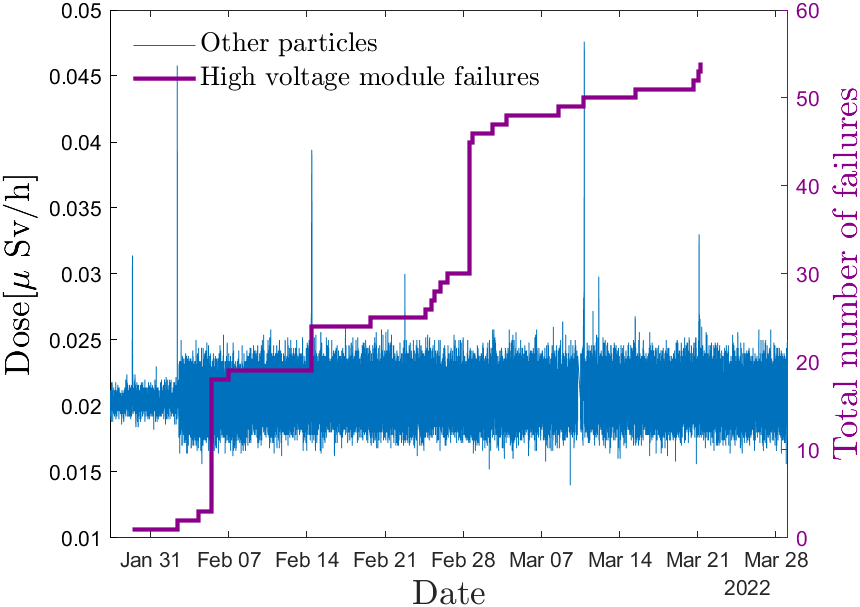 Other particles
High voltage module failures
Dose[μ Sv/h]
0.05
0.045
0.04
0.035
0.03
0.025
0.02
0.015
0.01
60
50
40
30
20
10
0
Total number of failures
Jan 31 Feb 07 Feb 14 Feb 21 Feb 28 Mar 07 Mar 14 Mar 21 Mar 28
2022
Date